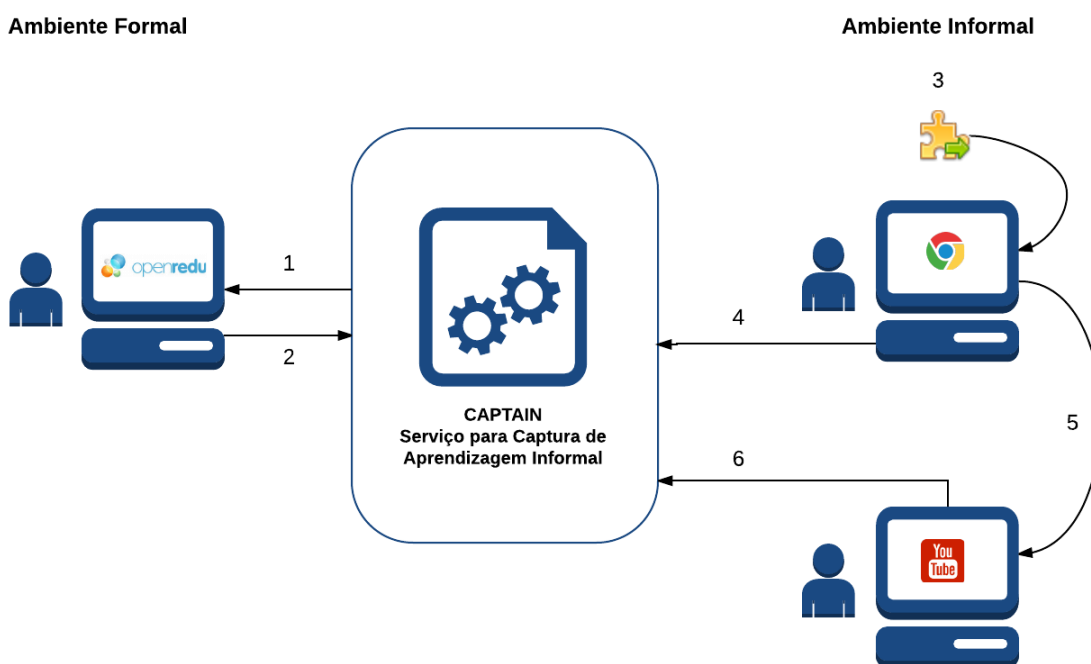 Ambiente Formal
Ambiente Informal
3
openredu
1
2
4
CAPTAIN
Serviço para Captura de
Aprendizagem Informal
5
6
You
Tube